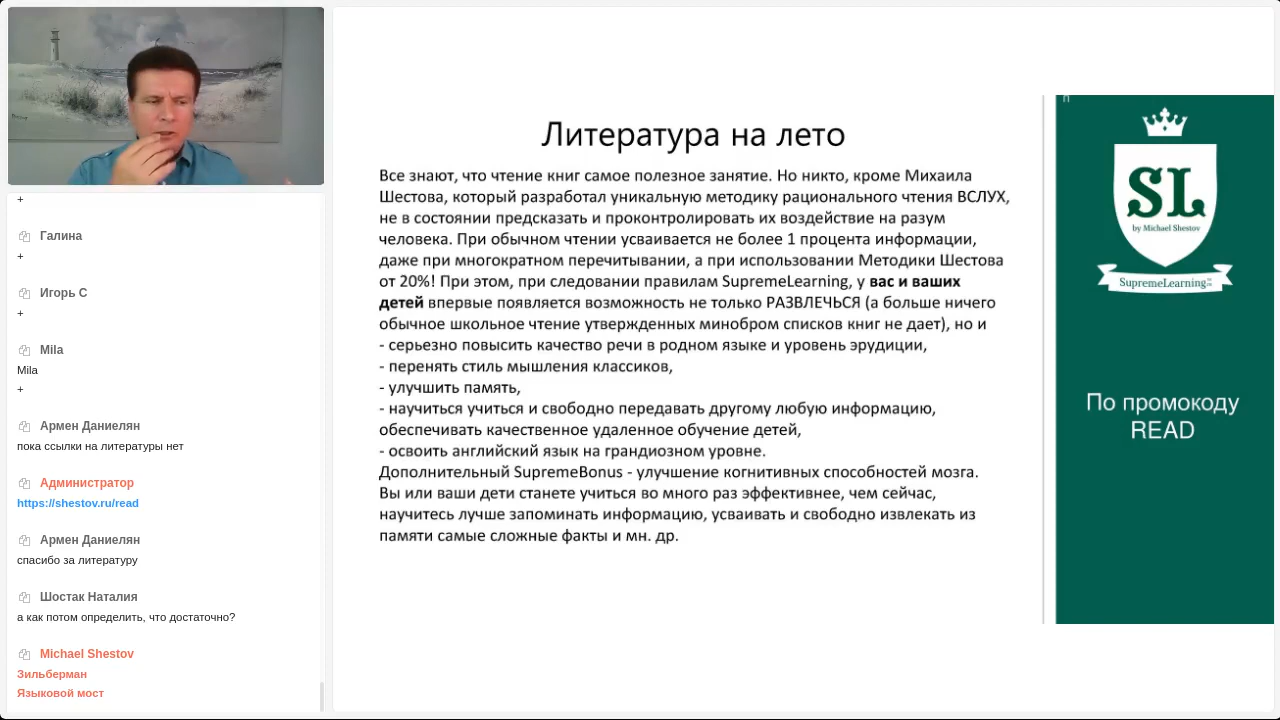 +
Галина
+
Игорь С
+
Mila
Mila
+
Армен Даниелян
пока ссылки на литературы нет
Администратор
https://shestov.ru/read
Армен Даниелян
спасибо за литературу
Шостак Наталия
а как потом определить, что достаточно?
Michael Shestov
Зильберман
Языковой мост
Литература на лето
Все знают, что чтение книг самое полезное занятие. Но никто, кроме Михаила
Шестова, который разработал уникальную методику рационального чтения ВСЛУХ,
не в состоянии предсказать и проконтролировать их воздействие на разум
человека. При обычном чтении усваивается не более 1 процента информации,
даже при многократном перечитывании, а при использовании Методики Шестова
от 20%! При этом, при следовании правилам SupremeLearning, у вас и ваших
детей впервые появляется возможность не только РАЗВЛЕЧЬСЯ (а больше ничего
обычное школьное чтение утвержденных минобром списков книг не дает), но и
- серьезно повысить качество речи в родном языке и уровень эрудиции,
- перенять стиль мышления классиков,
- улучшить память,
- научиться учиться и свободно передавать другому любую информацию,
обеспечивать качественное удаленное обучение детей,
- освоить английский язык на грандиозном уровне.
Дополнительный SupremeBonus - улучшение когнитивных способностей мозга.
Вы или ваши дети станете учиться во много раз эффективнее, чем сейчас,
научитесь лучше запоминать информацию, усваивать и свободно извлекать из
памяти самые сложные факты и мн. др.
SL
by Michael Shestov
SupremeLearning
По промокоду
READ